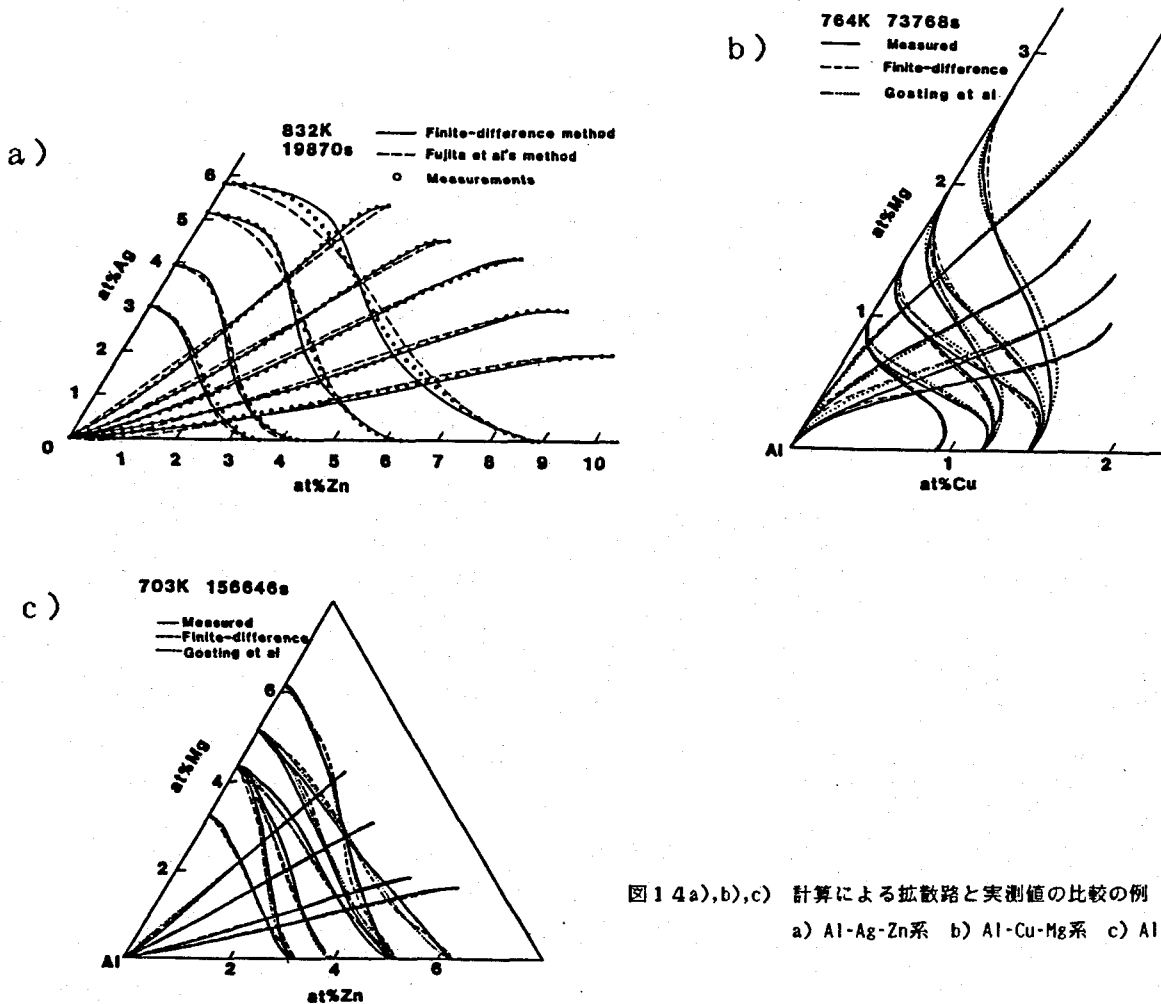 a)
832K
19870s
Finite-difference method
Fujita et al's method
Measurements
at%Ag
6
5
4
3
2
1
0
1 2 3 4 5 6 7 8 9 10
at%Zn
b)
764K 73768s
Measured
Finite-difference
Gosting et al
at%Mg
3
2
1
Al
1 2
at%Cu
c)
703K 156646s
Measured
Finite-difference
Gosting et al
at%Mg
6
4
2
Al
2 4 6
at%Zn
図14a),b),c) 計算による拡散路と実測値の比較の例
a) Al-Ag-Zn系 b) Al-Cu-Mg系 c) Al